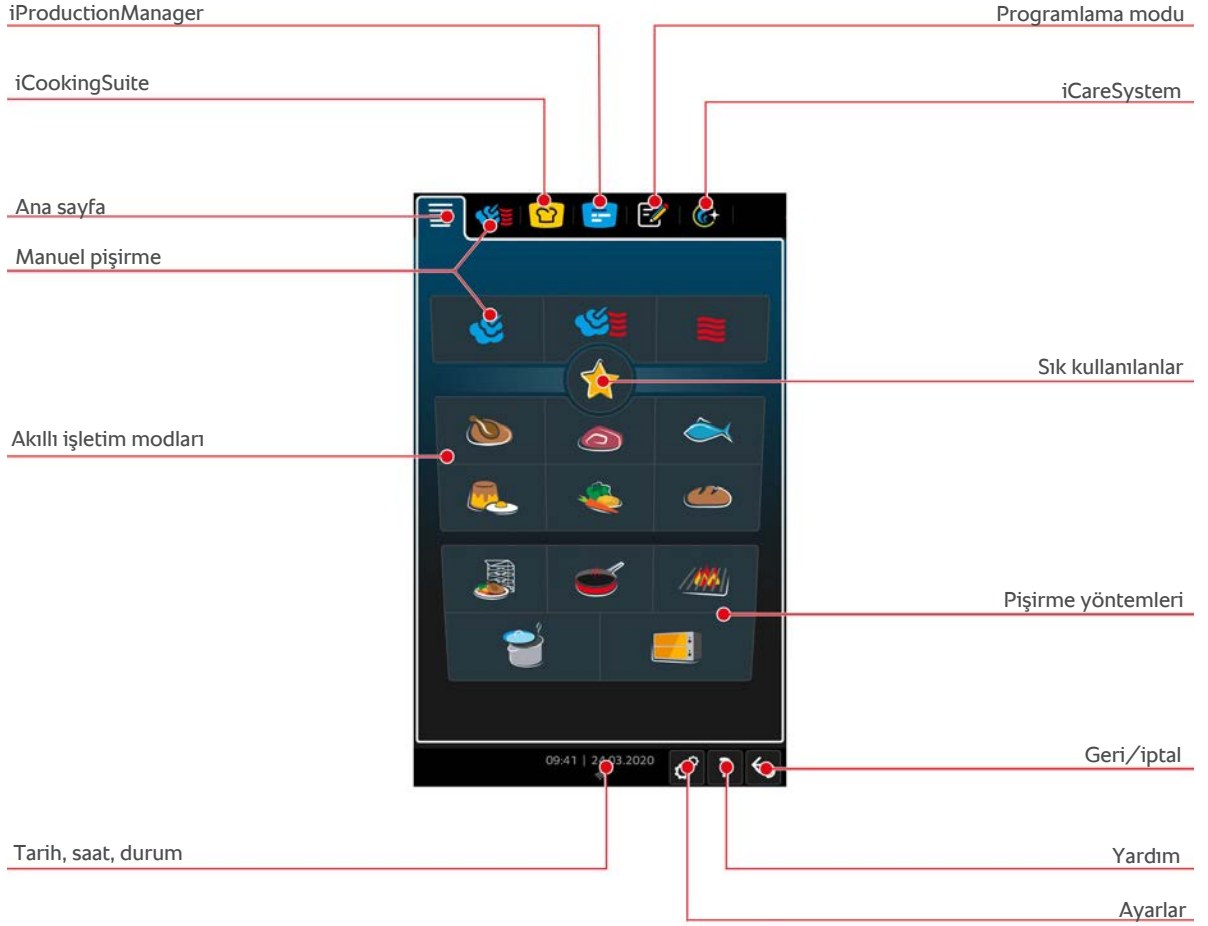 iProductionManager
Programlama modu
iCookingSuite
iCareSystem
Ana sayfa
Manuel pişirme
Sık kullanılanlar
Akıllı işletim modları
Pişirme yöntemleri
09:41 | 24.03.2020
Geri/iptal
Tarih, saat, durum
Yardım
Ayarlar